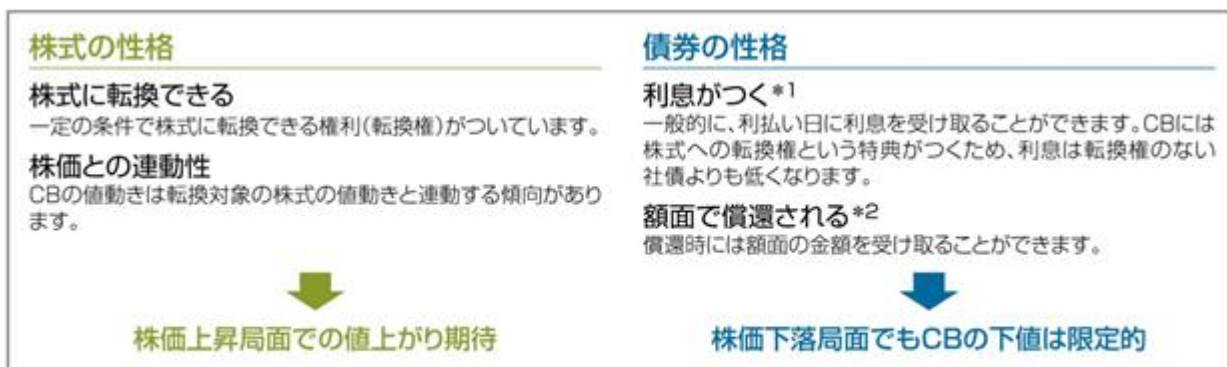 株式の性格
株式に転換できる
一定の条件で株式に転換できる権利(転換権)がついています。
株価との連動性
CBの値動きは転換対象の株式の値動きと連動する傾向があり
ます。
株価上昇局面での値上がり期待
債券の性格
利息がつく*1
一般的に、利払い日に利息を受け取ることができます。CBには
株式への転換権という特典がつくため、利息は転換権のない
社債よりも低くなります。
額面で償還される*2
償還時には額面の金額を受け取ることができます。
株価下落局面でもCBの下値は限定的